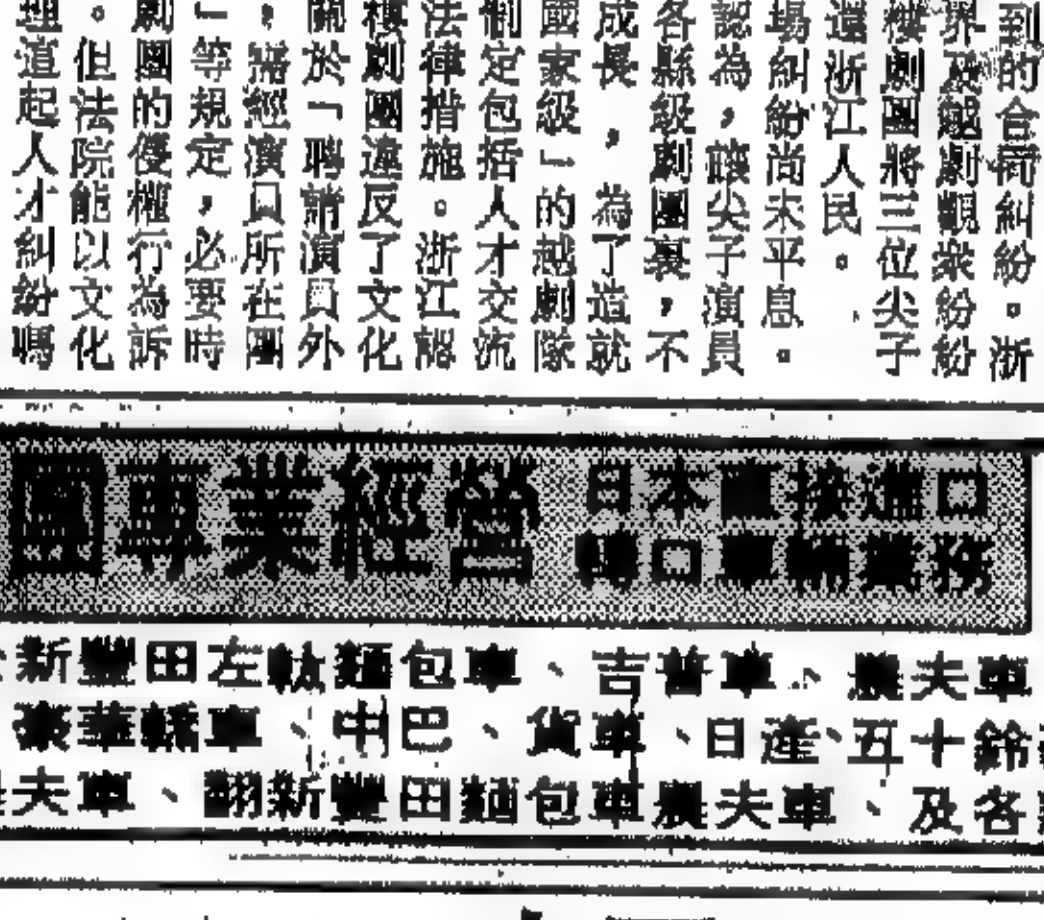 到的合同糾紛。浙
界及越劇觀衆紛紛
樓劇團將三位尖子
還浙江人民。
場糾紛尚未平息。
認為，讓尖子演員
各縣級劇團裏，不
成長，為了造就
國家級」的越劇隊
制定包括人才交流
法律措施。浙江認
樓劇團違反了文化
關於「聘請演員外
，需經演員所在團
」等規定，必要時
劇團的侵權行為訴
。但法院能以文化
理道起人才糾紛嗎
團專業經營
日本直接進口
轉口車輛業務
新豐田左軚麵包車、吉普車、農夫車
豪華轎車、中巴、貨車、日產、五十鈴
夫車、翻新豐田麵包車農夫車、及各